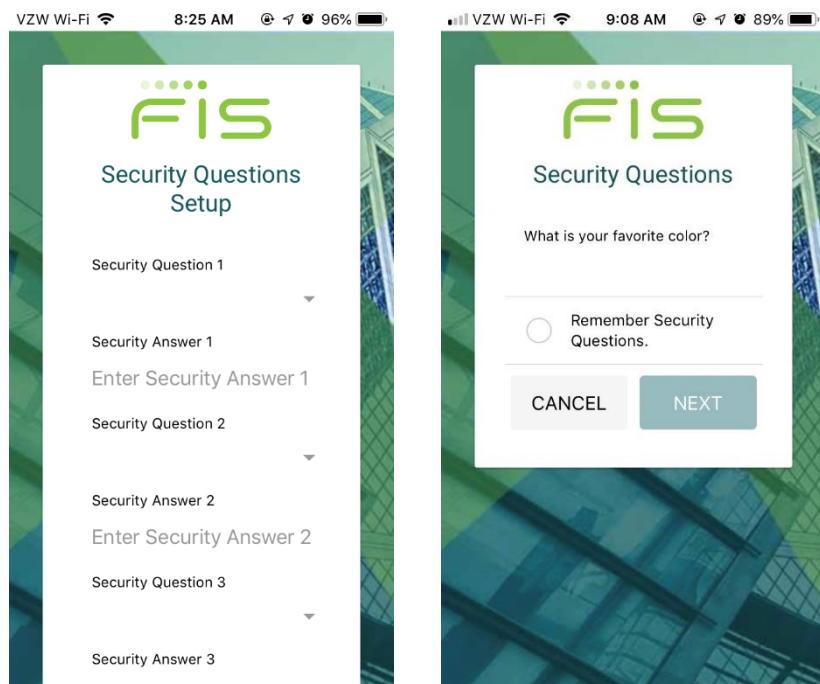 VZW Wi-Fi 8:25 AM 96%
FIS
Security Questions
Setup
Security Question 1
Security Answer 1
Enter Security Answer 1
Security Question 2
Security Answer 2
Enter Security Answer 2
Security Question 3
Security Answer 3
VZW Wi-Fi 9:08 AM 89%
FIS
Security Questions
What is your favorite color?
Remember Security
Questions.
CANCEL NEXT